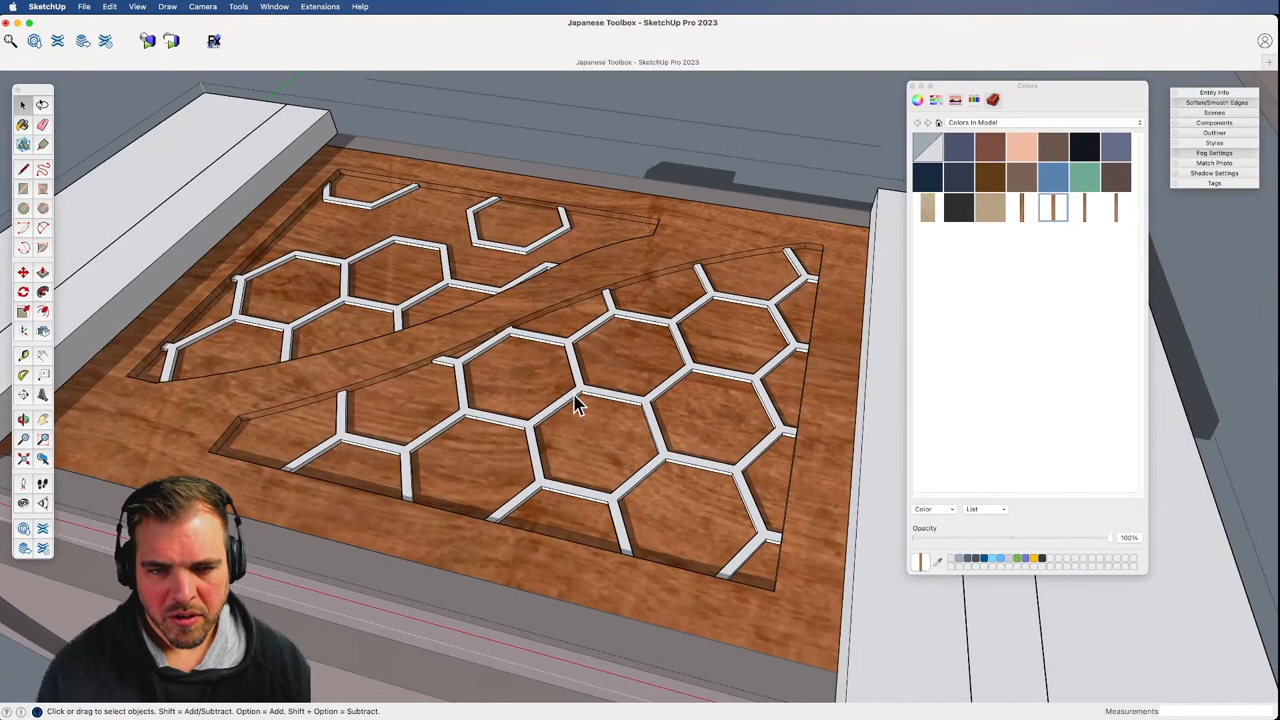 SketchUp File Edit View Draw Camera Tools Window Extensions Help
Japanese Toolbox - SketchUp Pro 2023
Japanese Toolbox - SketchUp Pro 2023
Colors
Colors In Model
Color
List
Opacity
100%
Entity Info
Soften/Smooth Edges
Scenes
Components
Outliner
Styles
Fog Settings
Match Photo
Shadow Settings
Tags
Click or drag to select objects. Shift = Add/Subtract. Option = Add. Shift + Option = Subtract.
Measurements